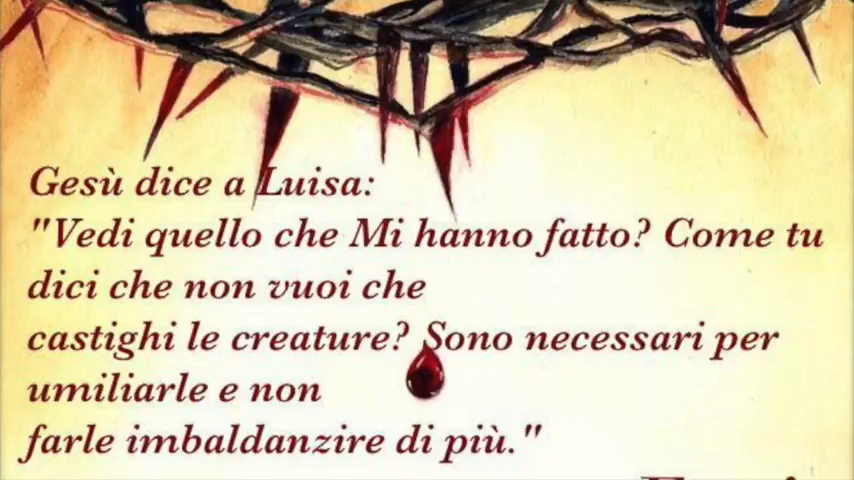 Gesù dice a Luisa:
"Vedi quello che Mi hanno fatto? Come tu
dici che non vuoi che
castighi le creature? Sono necessari per
umiliarle e non
farle imbaldanzire di più."